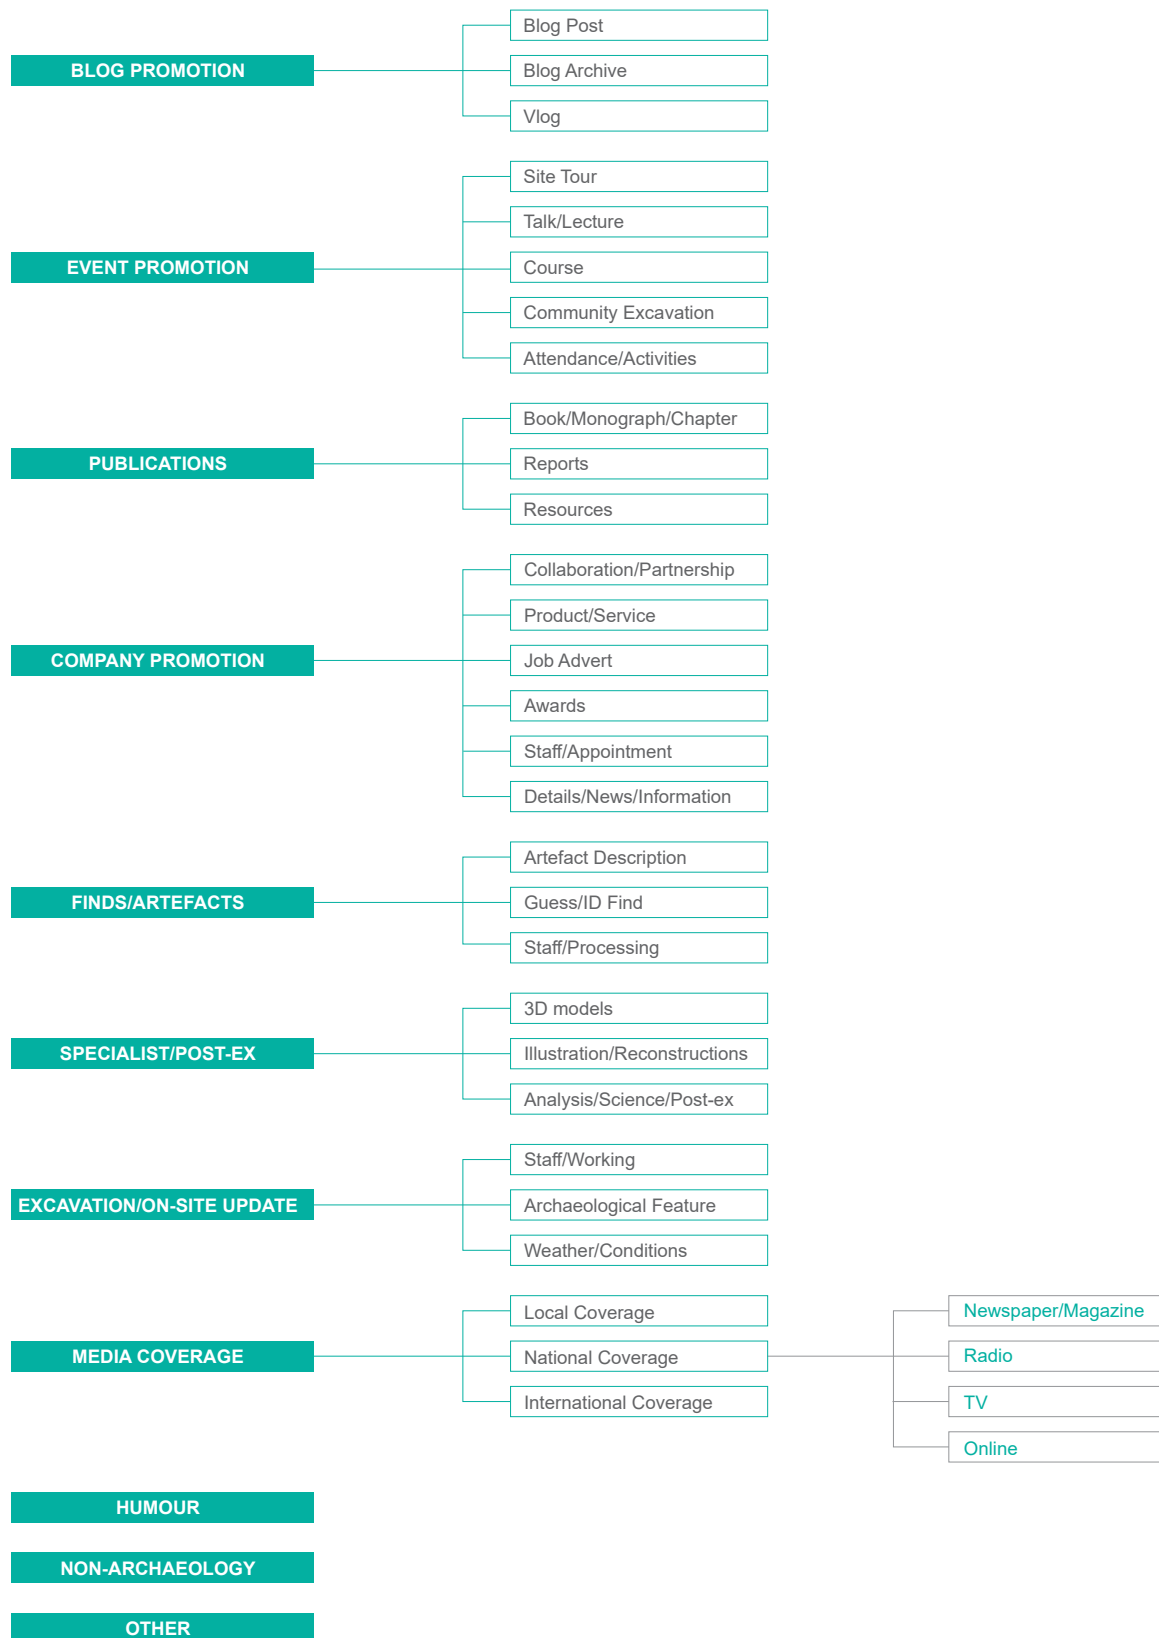 Blog Post
BLOG PROMOTION
Blog Archive
Vlog
Site Tour
Talk/Lecture
EVENT PROMOTION
Course
Community Excavation
Attendance/Activities
Book/Monograph/Chapter
PUBLICATIONS
Reports
Resources
Collaboration/Partnership
Product/Service
COMPANY PROMOTION
Job Advert
Awards
Staff/Appointment
Details/News/Information
Artefact Description
FINDS/ARTEFACTS
Guess/ID Find
Staff/Processing
3D models
SPECIALIST/POST-EX
Illustration/Reconstructions
Analysis/Science/Post-ex
Staff/Working
EXCAVATION/ON-SITE UPDATE
Archaeological Feature
Weather/Conditions
Local Coverage
Newspaper/Magazine
MEDIA COVERAGE
National Coverage
Radio
International Coverage
TV
Online
HUMOUR
NON-ARCHAEOLOGY
OTHER